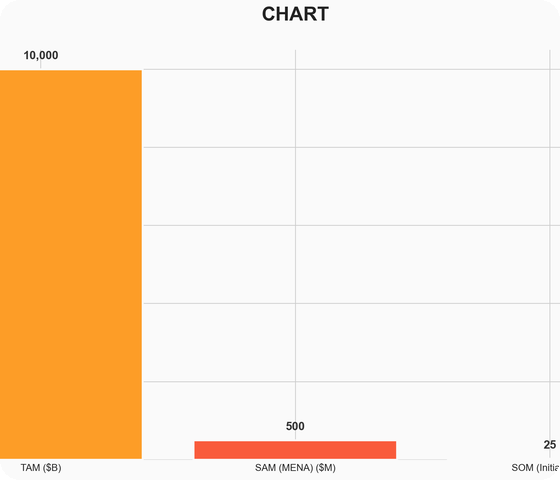 CHART
10,000
500
25
TAM ($B)
SAM (MENA) ($M)
SOM